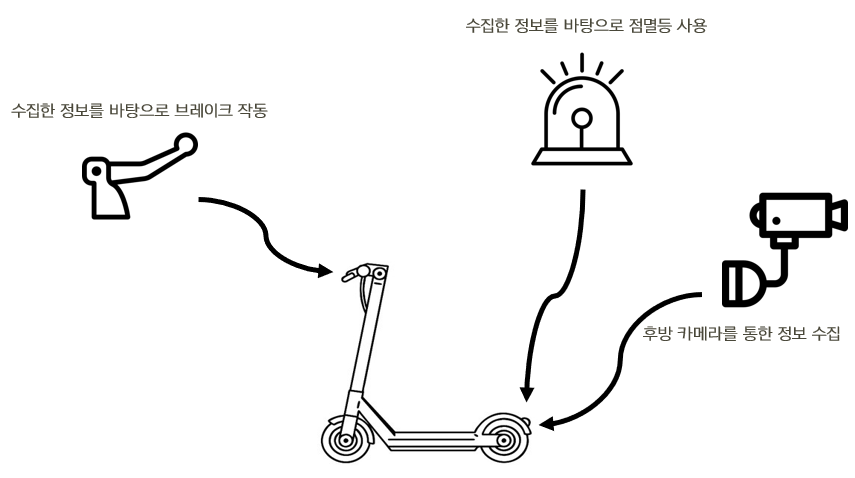 수집한 정보를 바탕으로 점멸등 사용
수집한 정보를 바탕으로 브레이크 작동
후방 카메라를 통한 정보 수집